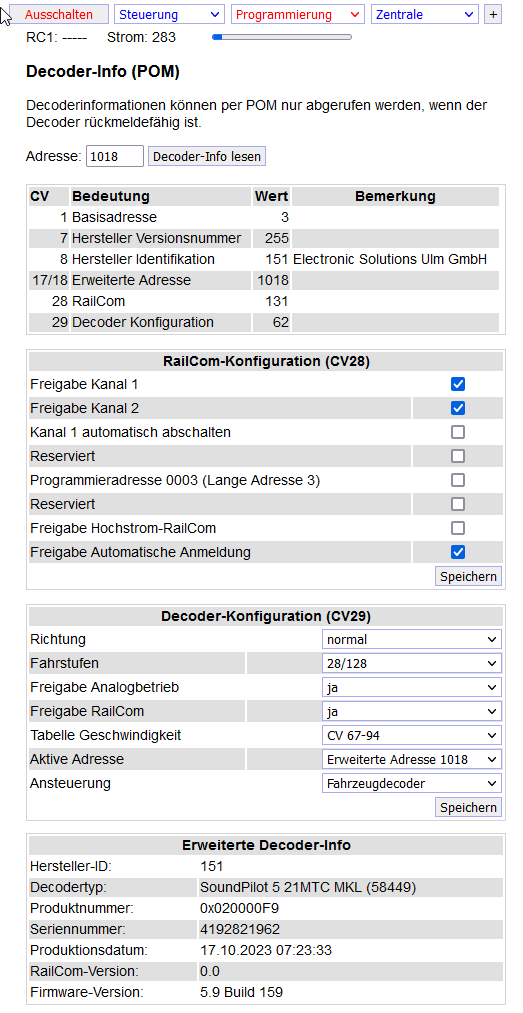 Ausschalten Steuerung Programmierung Zentrale +
RC1: ----- Strom: 283
Decoder-Info (POM)
Decoderinformationen können per POM nur abgerufen werden, wenn der
Decoder rückmeldefähig ist.
Adresse: 1018 Decoder-Info lesen
CV Bedeutung Wert Bemerkung
1 Basisadresse 3
7 Hersteller Versionsnummer 255
8 Hersteller Identifikation 151 Electronic Solutions Ulm GmbH
17/18 Erweiterte Adresse 1018
28 RailCom 131
29 Decoder Konfiguration 62
RailCom-Konfiguration (CV28)
Freigabe Kanal 1
Freigabe Kanal 2
Kanal 1 automatisch abschalten
Reserviert
Programmieradresse 0003 (Lange Adresse 3)
Reserviert
Freigabe Hochstrom-RailCom
Freigabe Automatische Anmeldung
Speichern
Decoder-Konfiguration (CV29)
Richtung normal
Fahrstufen 28/128
Freigabe Analogbetrieb ja
Freigabe RailCom ja
Tabelle Geschwindigkeit CV 67-94
Aktive Adresse Erweiterte Adresse 1018
Ansteuerung Fahrzeugdecoder
Speichern
Erweiterte Decoder-Info
Hersteller-ID: 151
Decodertyp: SoundPilot 5 21MTC MKL (58449)
Produktnummer: 0x020000F9
Seriennummer: 4192821962
Produktionsdatum: 17.10.2023 07:23:33
RailCom-Version: 0.0
Firmware-Version: 5.9 Build 159